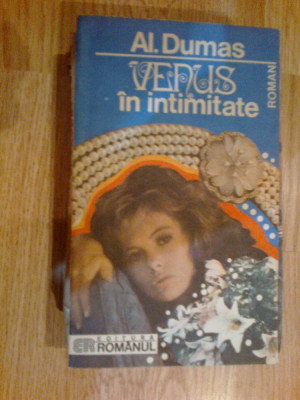 Al. Dumas
VENUS
în intimitate
ROMAN
ER EDITURA
ROMANUL